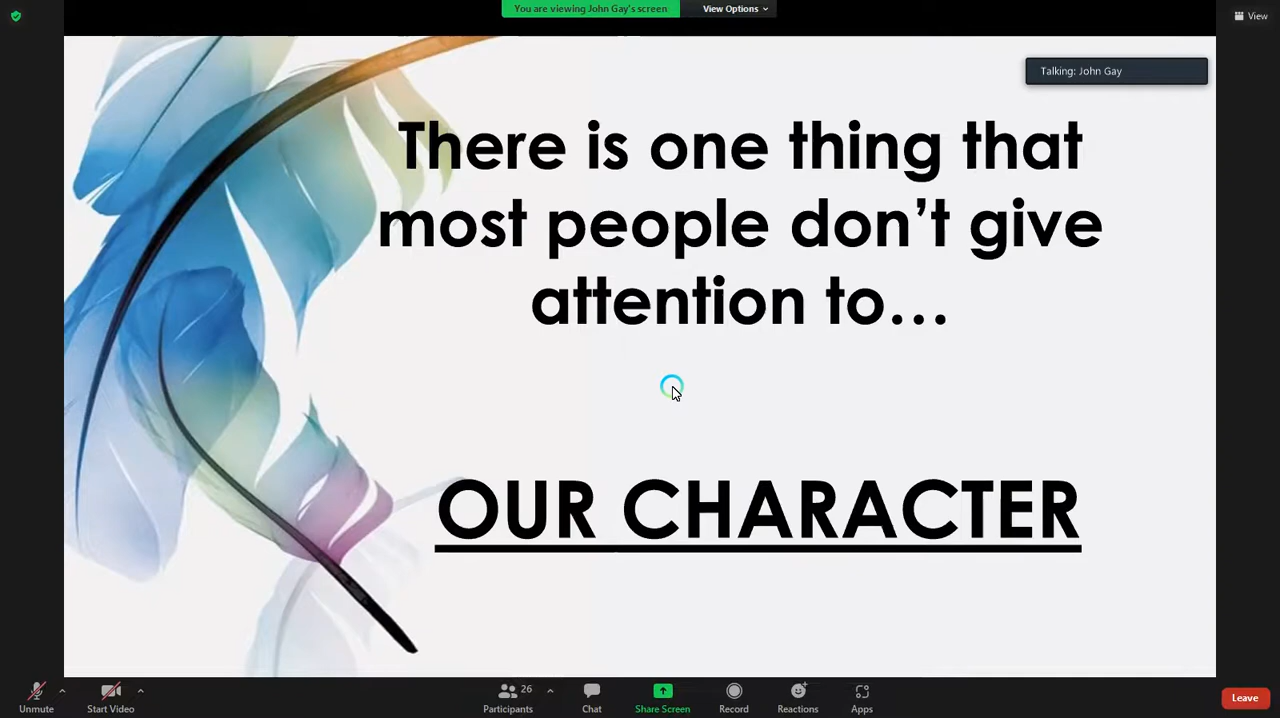 You are viewing John Gay's screen
View Options
View
Talking: John Gay
There is one thing that
most people don’t give
attention to...
OUR CHARACTER
Unmute
Start Video
26
Participants
Chat
Share Screen
Record
Reactions
Apps
Leave